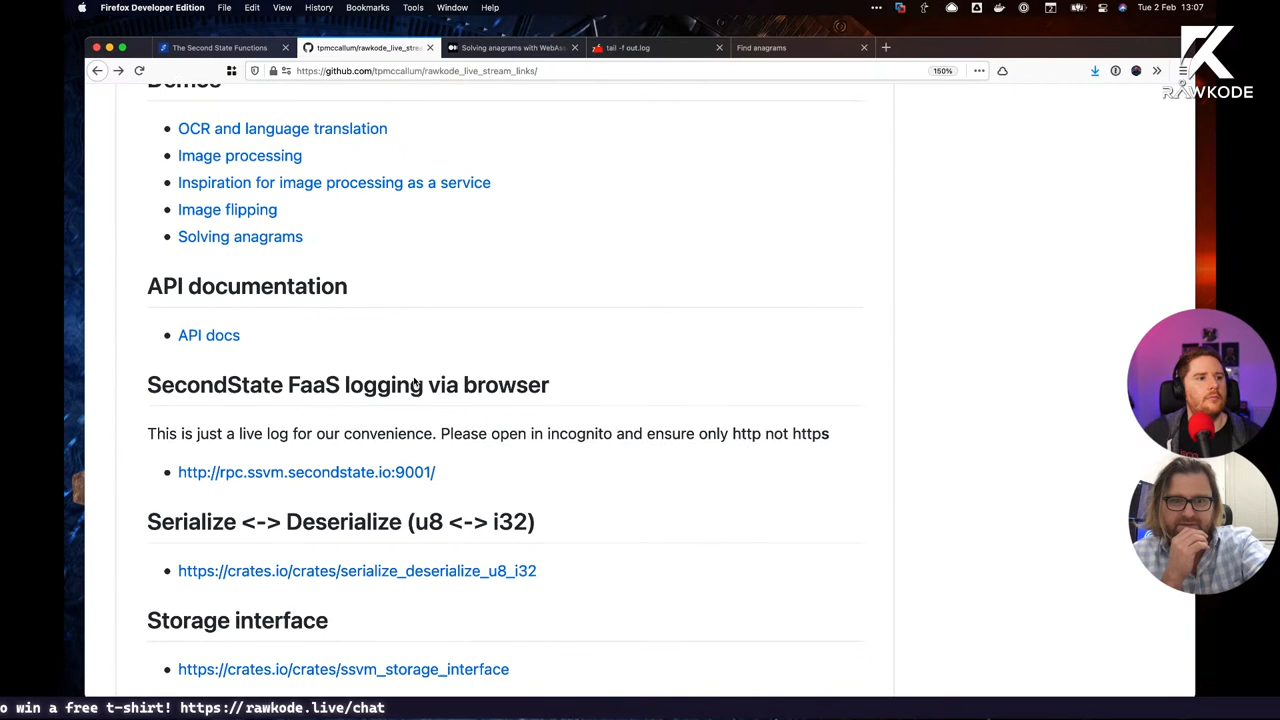 Firefox Developer Edition File Edit View History Bookmarks Tools Window Help
Tue 2 Feb 13:07
The Second State Functions
tpmccallum/rawkode_live_stre
Solving anagrams with WebAs
tail -f out.log
Find anagrams
https://github.com/tpmccallum/rawkode_live_stream_links/
150%
RAWKODE
Demos
OCR and language translation
Image processing
Inspiration for image processing as a service
Image flipping
Solving anagrams
API documentation
API docs
SecondState FaaS logging via browser
This is just a live log for our convenience. Please open in incognito and ensure only http not https
http://rpc.ssvm.secondstate.io:9001/
Serialize <-> Deserialize (u8 <-> i32)
https://crates.io/crates/serialize_deserialize_u8_i32
Storage interface
https://crates.io/crates/ssvm_storage_interface
o win a free t-shirt! https://rawkode.live/chat